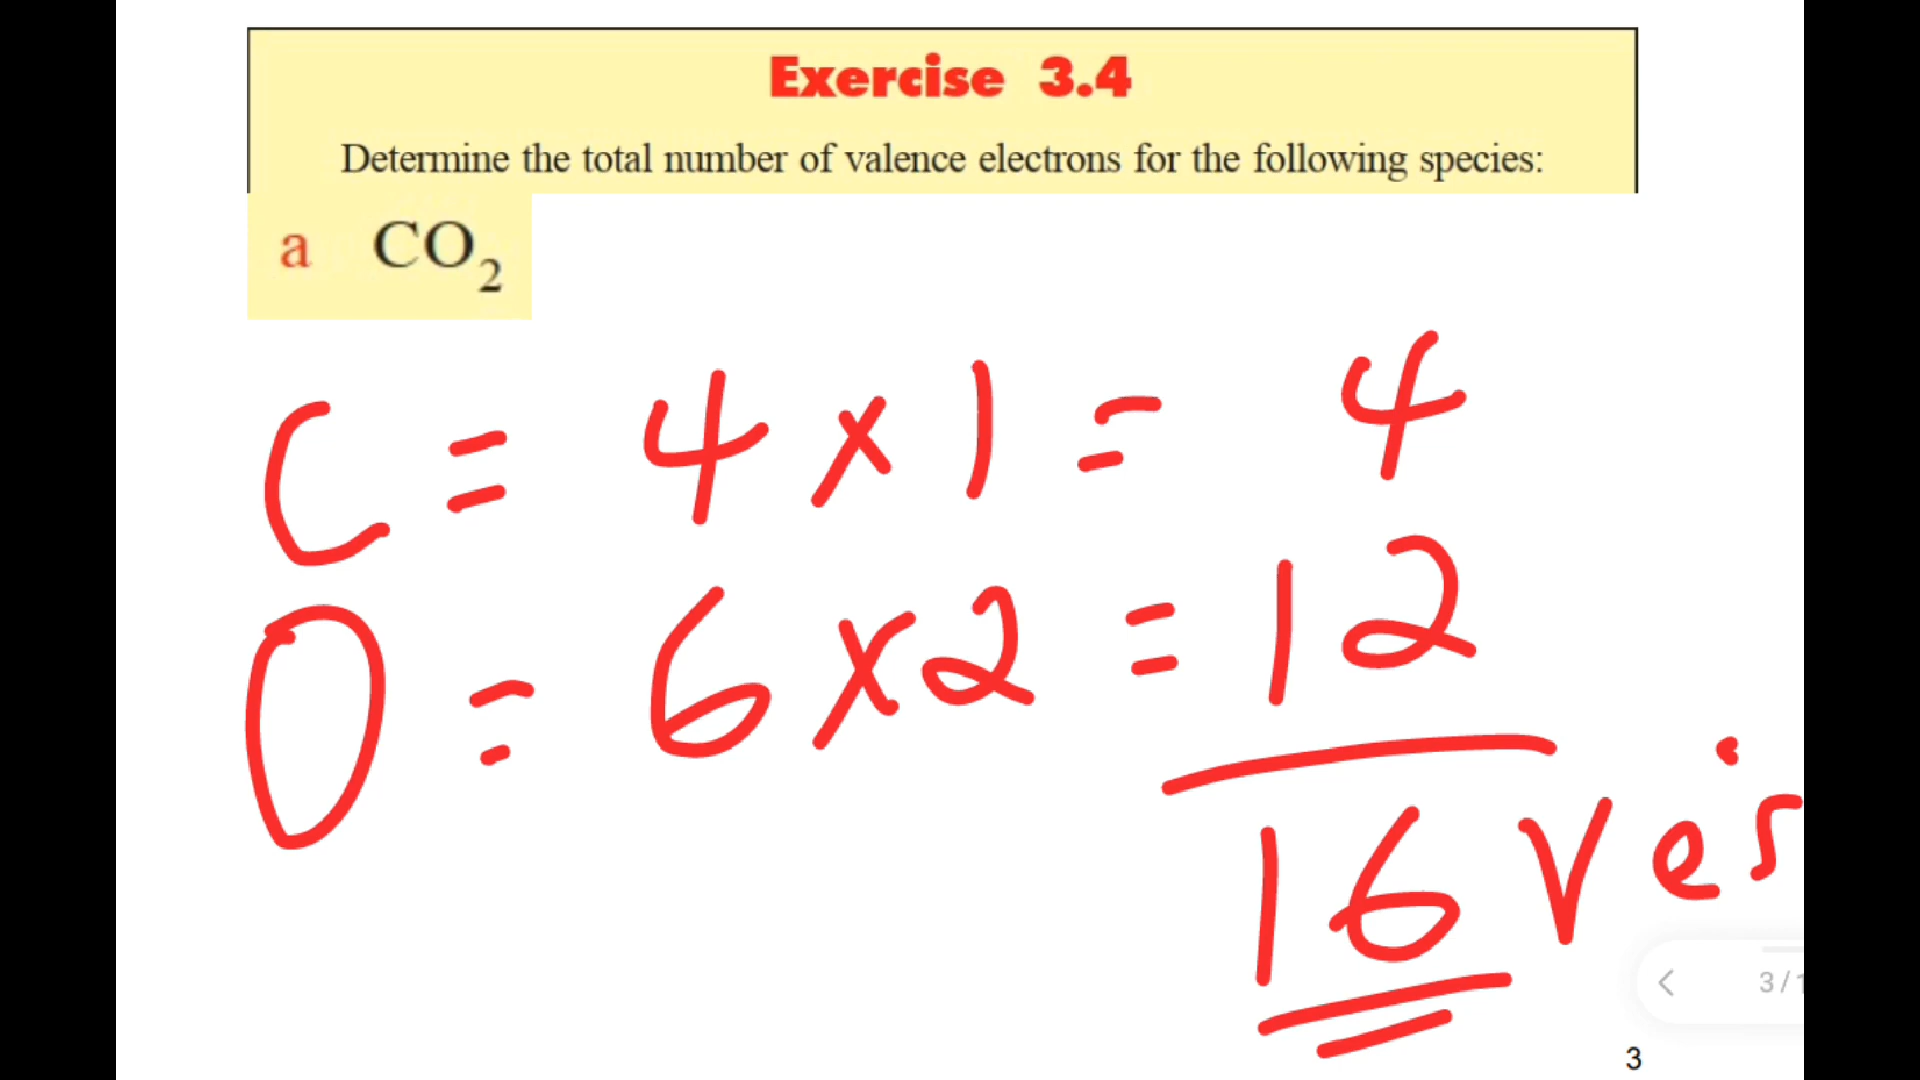 Exercise 3.4
Determine the total number of valence electrons for the following species:
a CO₂
C = 4 x 1 = 4
O = 6 x 2 = 12
16 Ve's
3 / 1
3